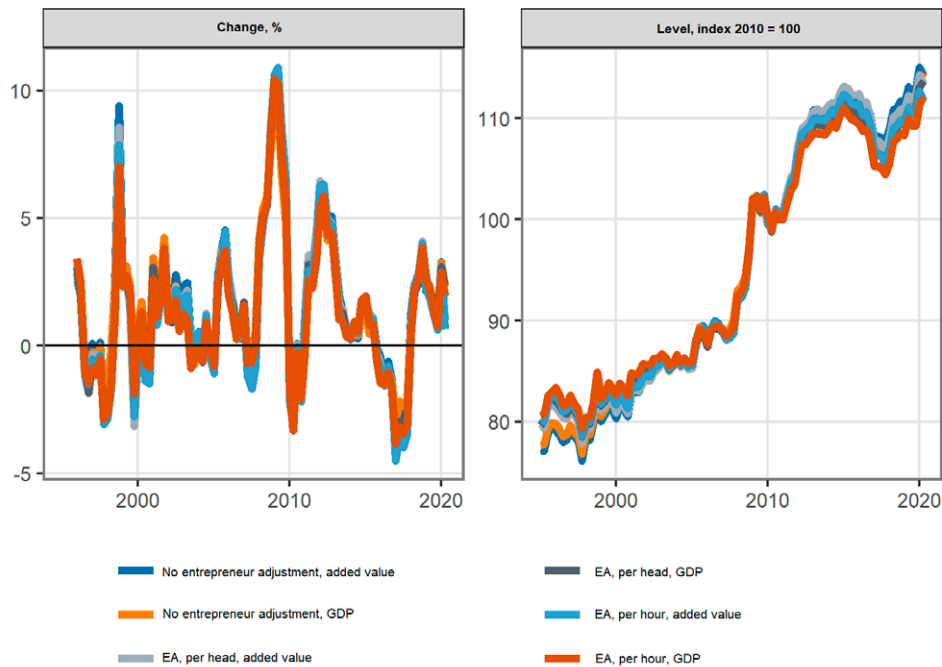 Change, %
Level, index 2010 = 100
10
5
0
-5
2000
2010
2020
110
100
90
80
2000
2010
2020
No entrepreneur adjustment, added value
No entrepreneur adjustment, GDP
EA, per head, added value
EA, per head, GDP
EA, per hour, added value
EA, per hour, GDP